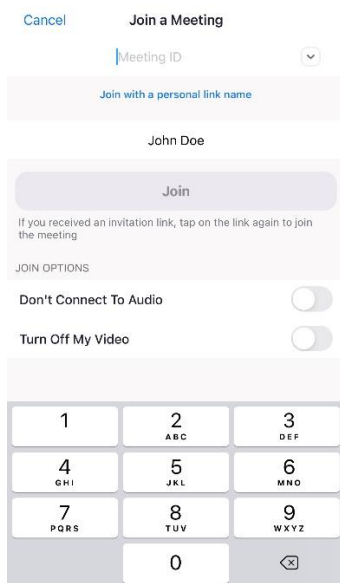 Cancel Join a Meeting
Meeting ID
Join with a personal link name
John Doe
Join
If you received an invitation link, tap on the link again to join
the meeting
JOIN OPTIONS
Don't Connect To Audio
Turn Off My Video
1 2 3
ABC DEF
4 5 6
GHI JKL MNO
7 8 9
PQRS TUV WXYZ
0